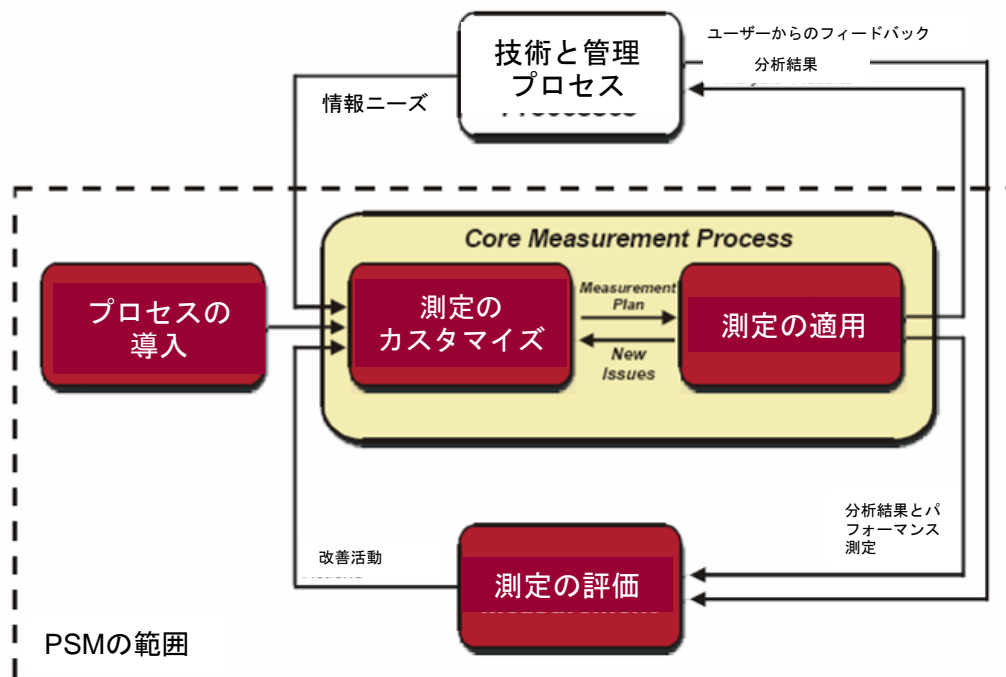 ユーザーからのフィードバック
技術と管理
プロセス
分析結果
情報ニーズ
Core Measurement Process
プロセスの
導入
測定の
カスタマイズ
Measurement
Plan
New
Issues
測定の適用
分析結果とパ
フォーマンス
測定
改善活動
測定の評価
PSMの範囲